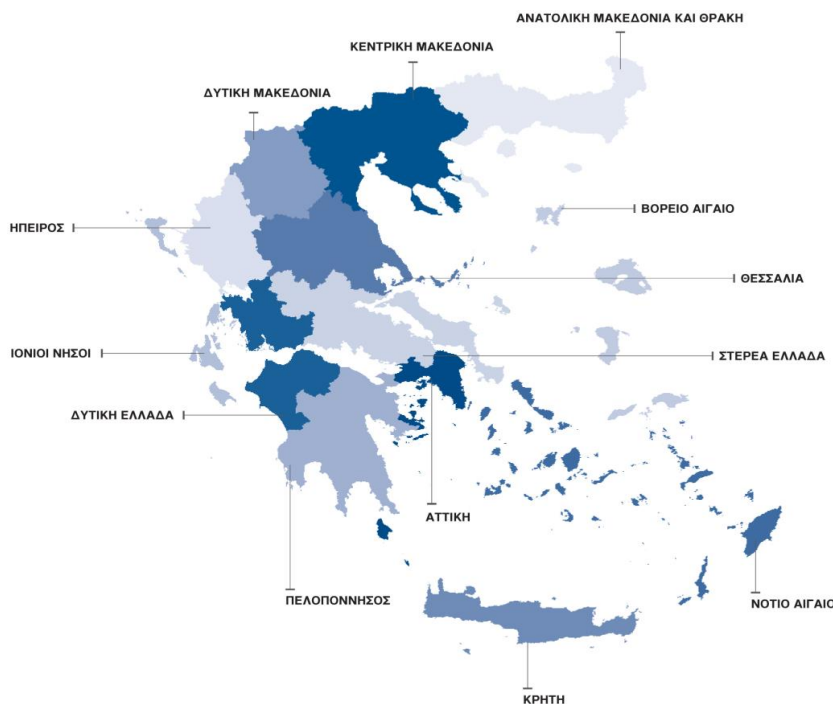 ΑΝΑΤΟΛΙΚΗ ΜΑΚΕΔΟΝΙΑ ΚΑΙ ΘΡΑΚΗ
ΚΕΝΤΡΙΚΗ ΜΑΚΕΔΟΝΙΑ
ΔΥΤΙΚΗ ΜΑΚΕΔΟΝΙΑ
ΒΟΡΕΙΟ ΑΙΓΑΙΟ
ΗΠΕΙΡΟΣ
ΘΕΣΣΑΛΙΑ
ΙΟΝΙΟΙ ΝΗΣΟΙ
ΣΤΕΡΕΑ ΕΛΛΑΔΑ
ΔΥΤΙΚΗ ΕΛΛΑΔΑ
ΑΤΤΙΚΗ
ΠΕΛΟΠΟΝΝΗΣΟΣ
ΝΟΤΙΟ ΑΙΓΑΙΟ
ΚΡΗΤΗ